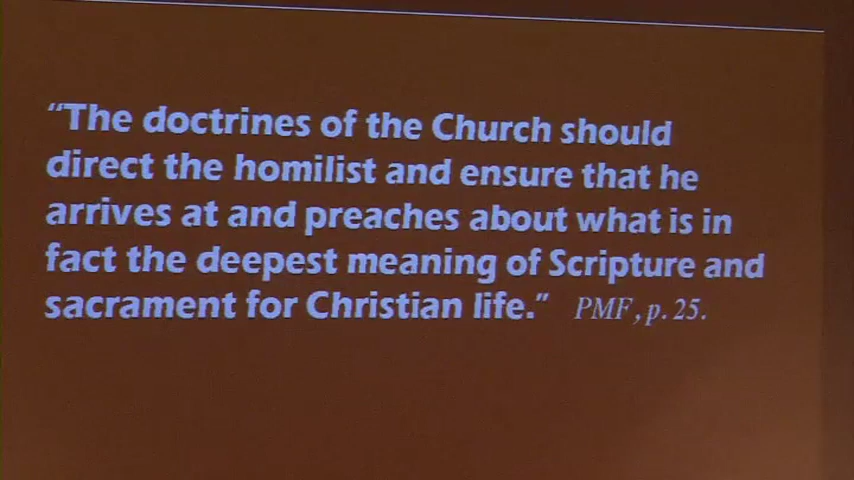 “The doctrines of the Church should
direct the homilist and ensure that he
arrives at and preaches about what is in
fact the deepest meaning of Scripture and
sacrament for Christian life.” PMF, p. 25.